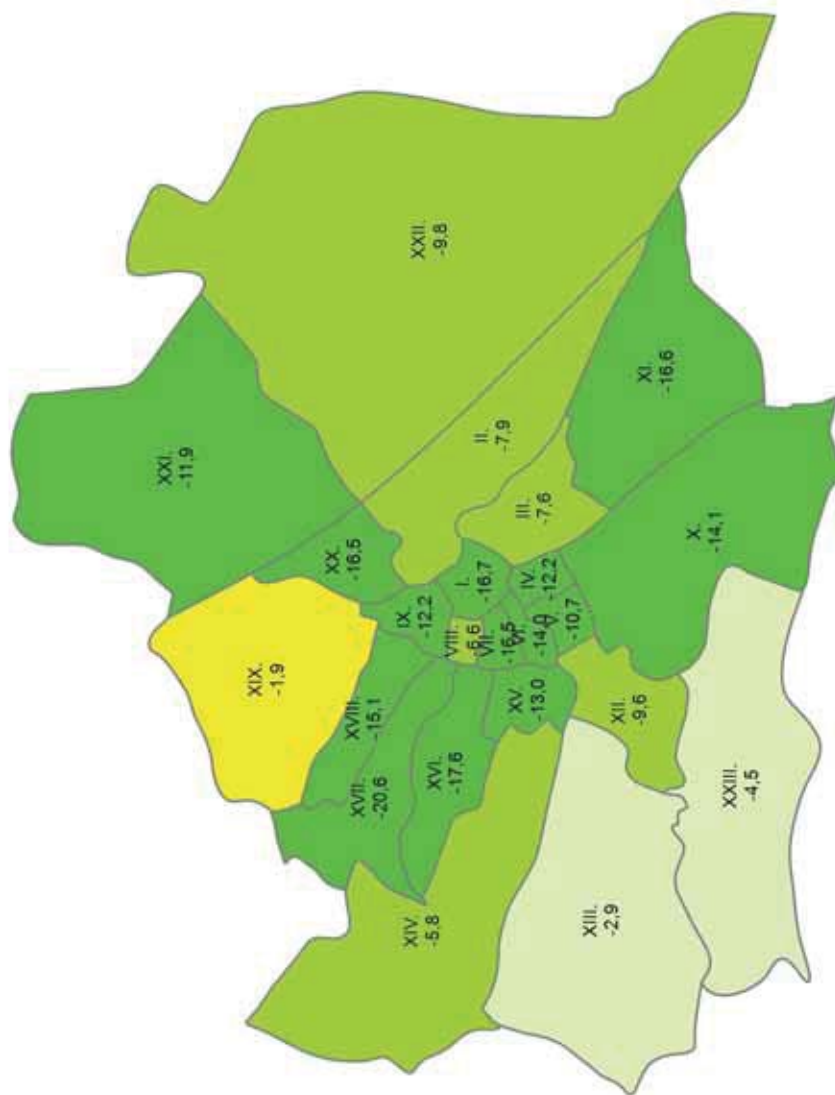 XXI.
-11,9
XIX.
-1,9
XX.
-16,5
XVIII.
-15,1
XVII.
-20,6
IX.
-12,2
XIV.
-5,8
XXII.
-9,8
XVI.
-17,6
VIII.
-6,6
I.
-16,7
II.
-7,9
VII.
-16,5
XV.
-13,0
VI.
-14,0
III.
-7,6
IV.
-12,2
V.
-10,7
XIII.
-2,9
XII.
-9,6
XI.
-16,6
X.
-14,1
XXIII.
-4,5